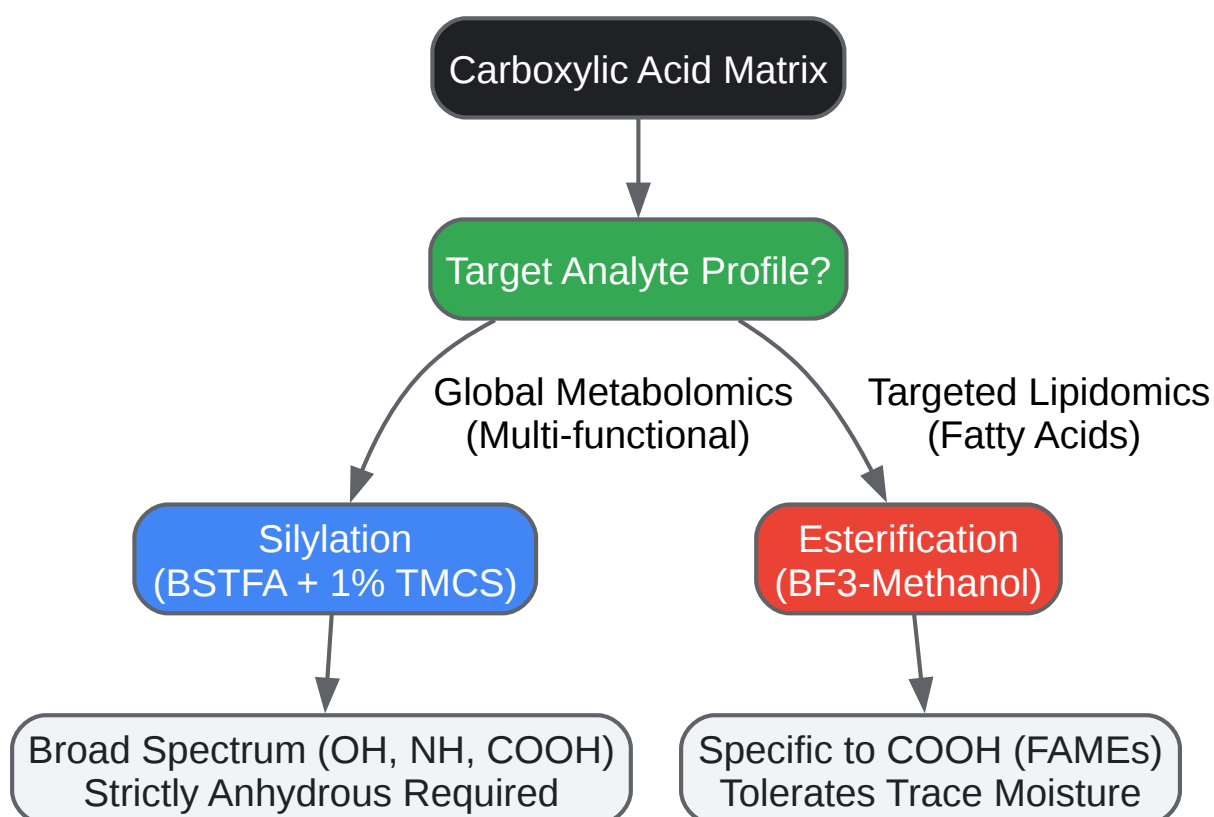 Carboxylic Acid Matrix
Target Analyte Profile?
Global Metabolomics
(Multi-functional)
Targeted Lipidomics
(Fatty Acids)
Silylation
(BSTFA + 1% TMCS)
Esterification
(BF3-Methanol)
Broad Spectrum (OH, NH, COOH)
Strictly Anhydrous Required
Specific to COOH (FAMEs)
Tolerates Trace Moisture